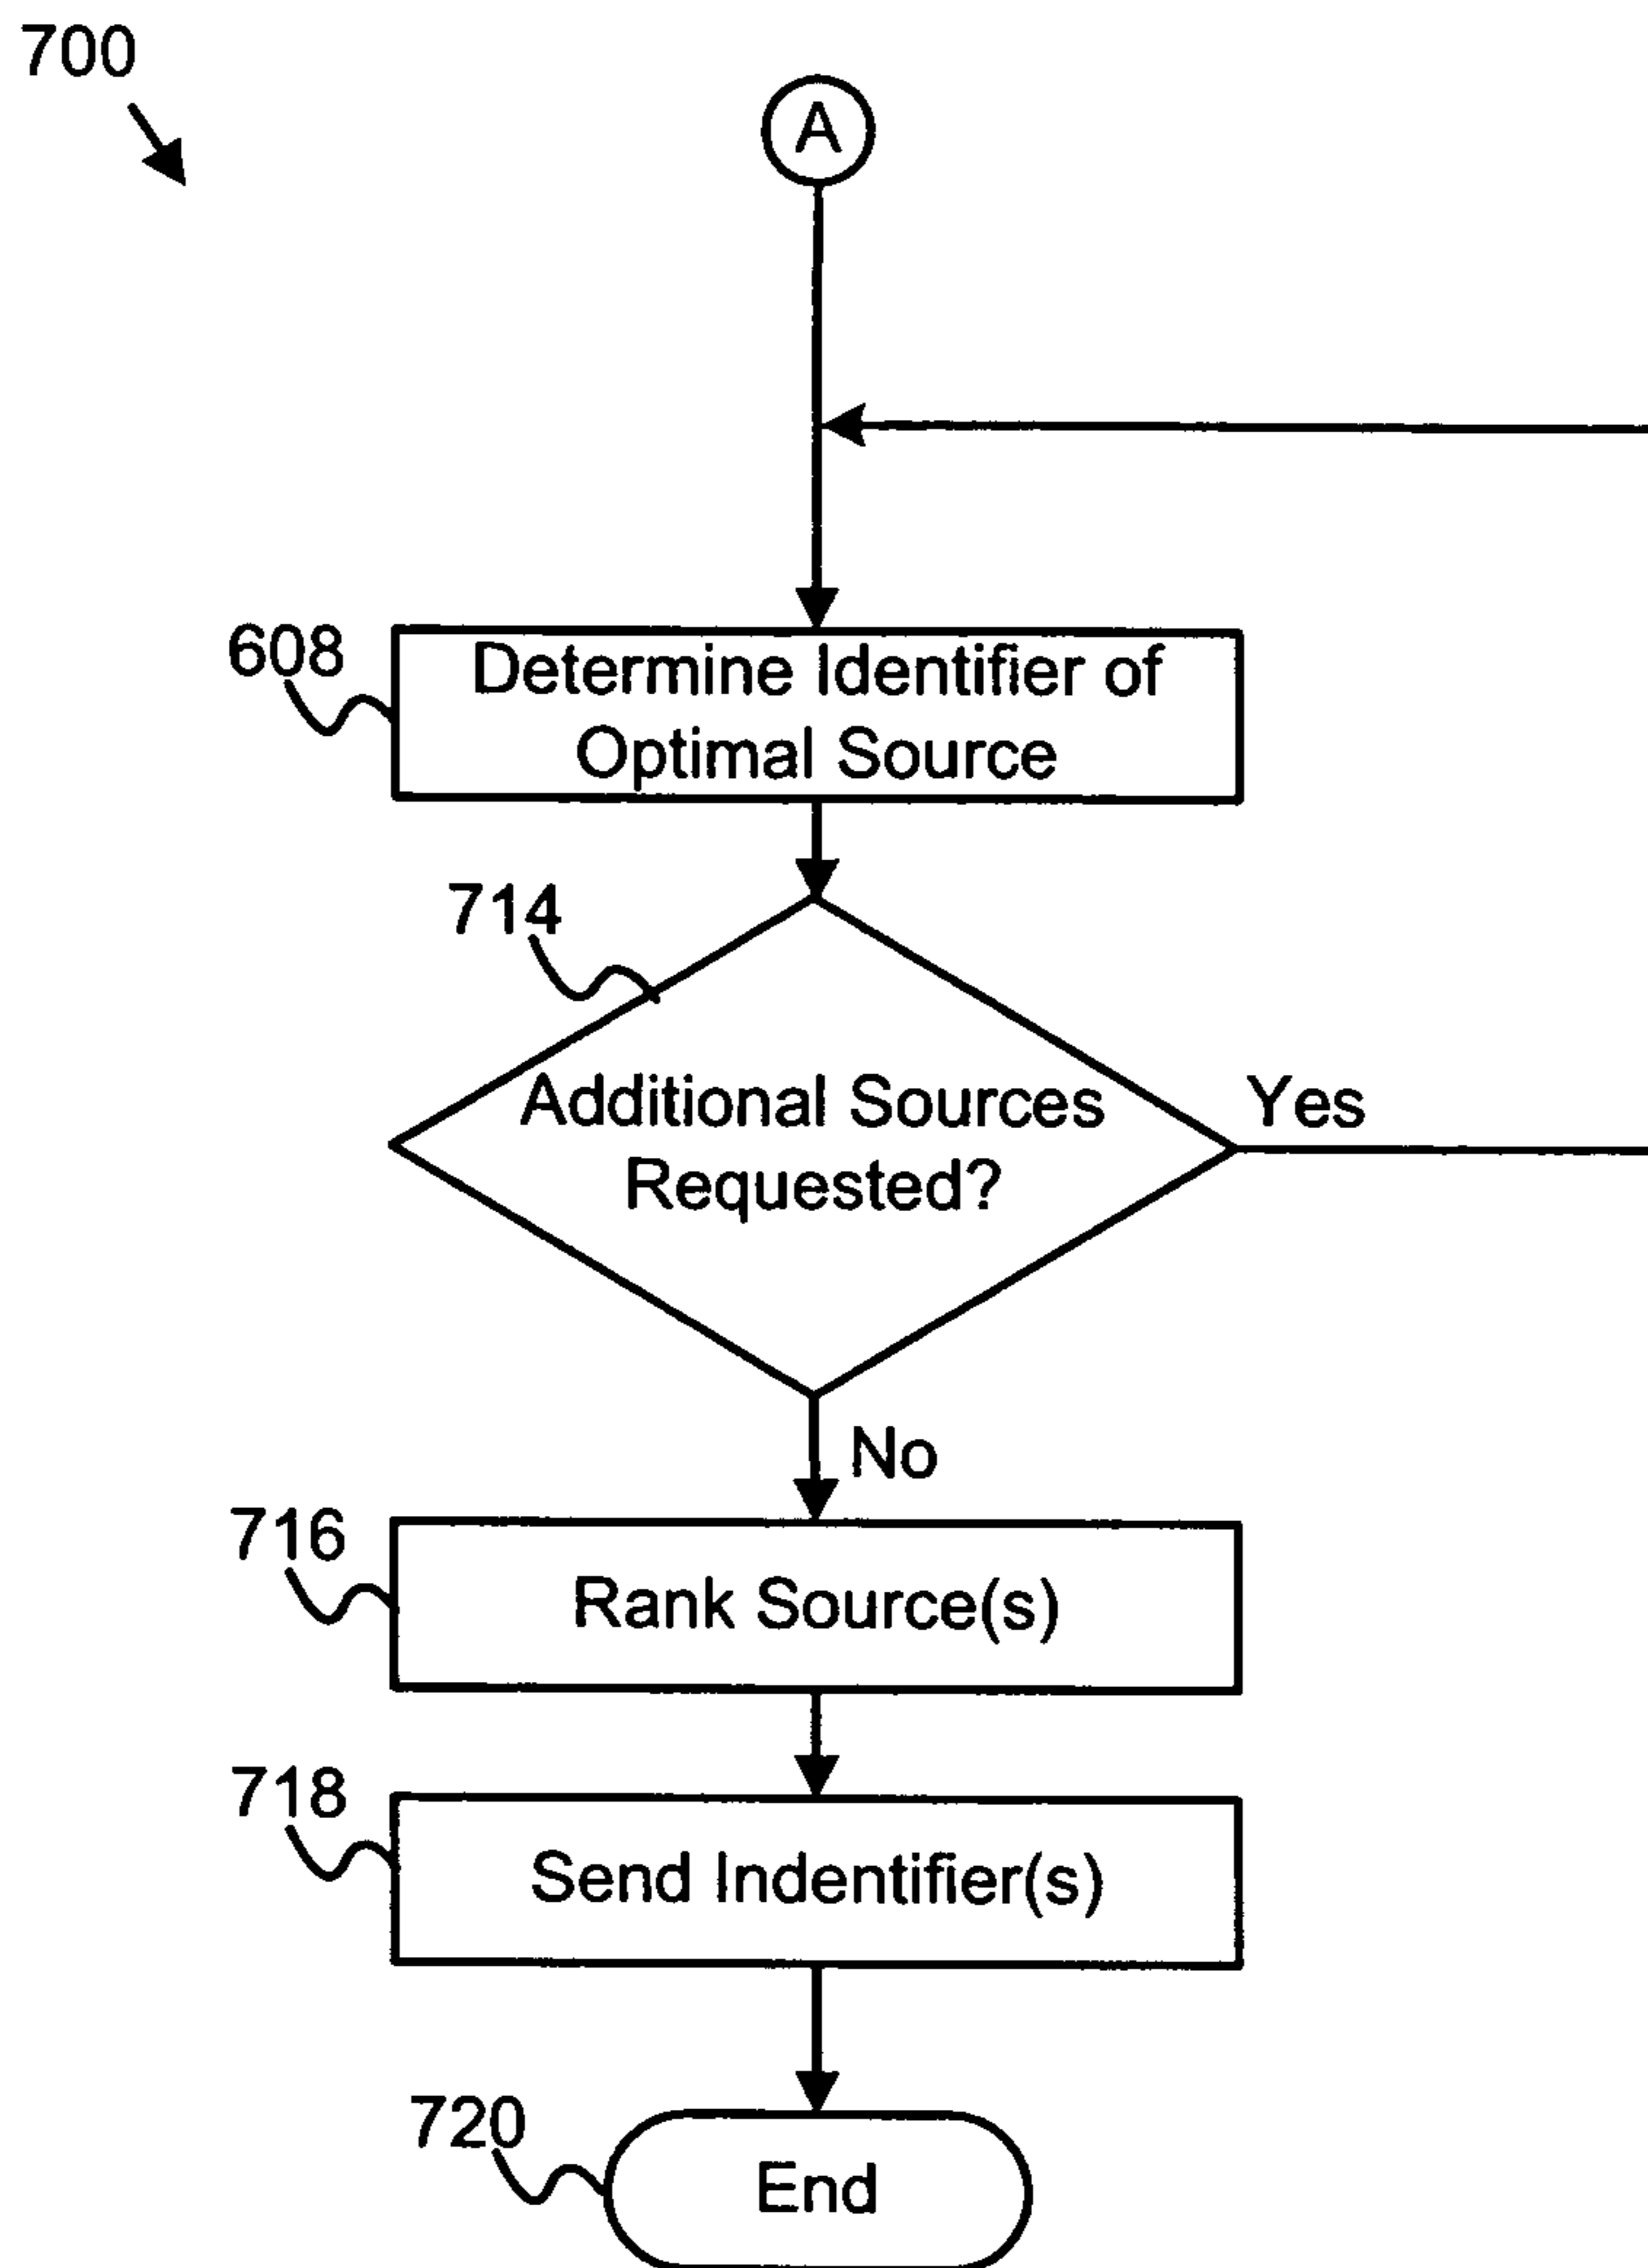 700
A
608
Determine Identifier of
Optimal Source
714
Additional Sources
Requested?
Yes
No
716
Rank Source(s)
718
Send Indentifier(s)
720
End